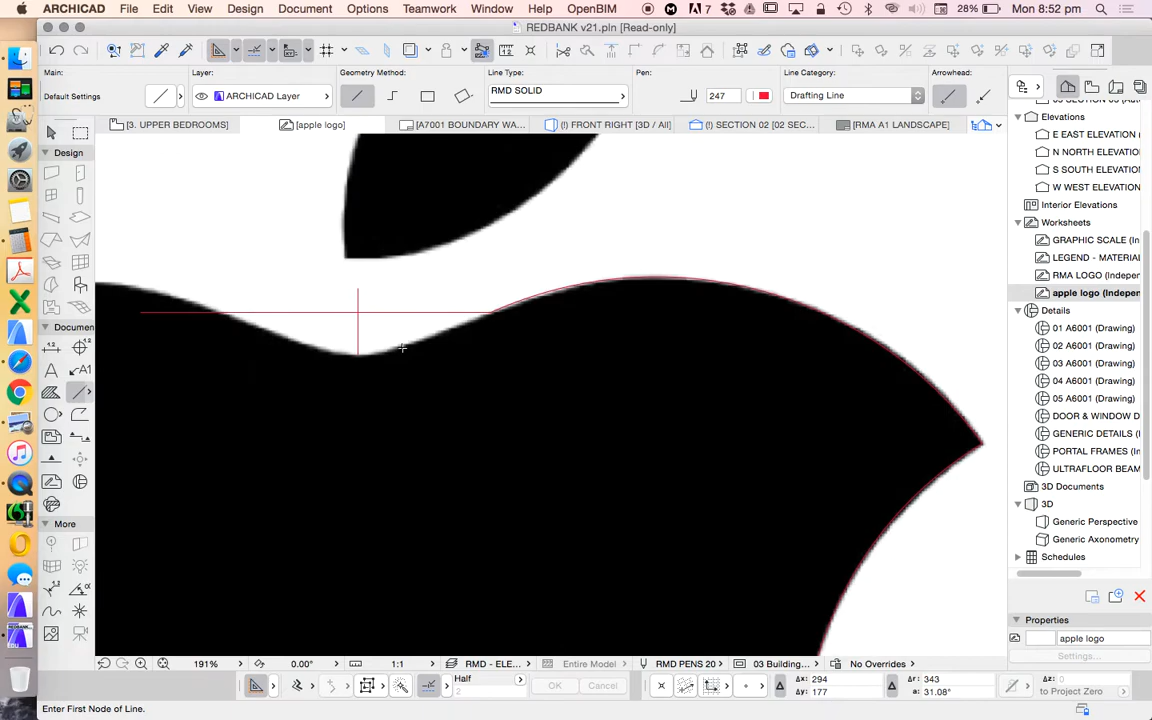 ARCHICAD File Edit View Design Document Options Teamwork Window Help OpenBIM 7 28% Mon 8:52 pm
REDBANK v21.pln [Read-only]
Main:
Default Settings
Layer:
ARCHICAD Layer
Geometry Method:
Line Type:
RMD SOLID
Pen:
247
Line Category:
Drafting Line
Arrowhead:
[3. UPPER BEDROOMS]
[apple logo]
[A7001 BOUNDARY WA...
(!) FRONT RIGHT [3D / All]
(!) SECTION 02 [02 SEC...
[RMA A1 LANDSCAPE]
Design
Documen
More
Elevations
E EAST ELEVATION (
N NORTH ELEVATIO
S SOUTH ELEVATIO
W WEST ELEVATION
Interior Elevations
Worksheets
GRAPHIC SCALE (In
LEGEND - MATERIAL
RMA LOGO (Indepen
apple logo (Indepen
Details
01 A6001 (Drawing)
02 A6001 (Drawing)
03 A6001 (Drawing)
04 A6001 (Drawing)
05 A6001 (Drawing)
DOOR & WINDOW D
GENERIC DETAILS (I
PORTAL FRAMES (In
ULTRAFLOOR BEAM
3D Documents
3D
Generic Perspective
Generic Axonometry
Schedules
Properties
apple logo
Settings...
191% 0.00° 1:1 RMD - ELE... Entire Model RMD PENS 20 03 Building... No Overrides
Half
2
OK Cancel
Δx: 294
Δy: 177
Δr: 343
a: 31.08°
Δz: 0
to Project Zero
Enter First Node of Line.